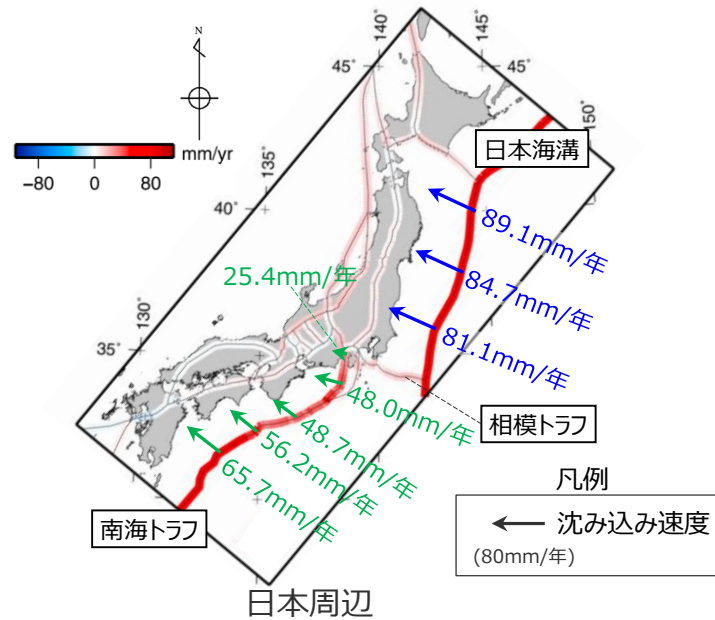 N
mm/yr
−80
0
80
140
145
45°
45°
150
135
40°
130
35°
日本海溝
89.1mm/年
84.7mm/年
81.1mm/年
25.4mm/年
48.0mm/年
48.7mm/年
56.2mm/年
65.7mm/年
相模トラフ
南海トラフ
凡例
沈み込み速度
(80mm/年)
日本周辺